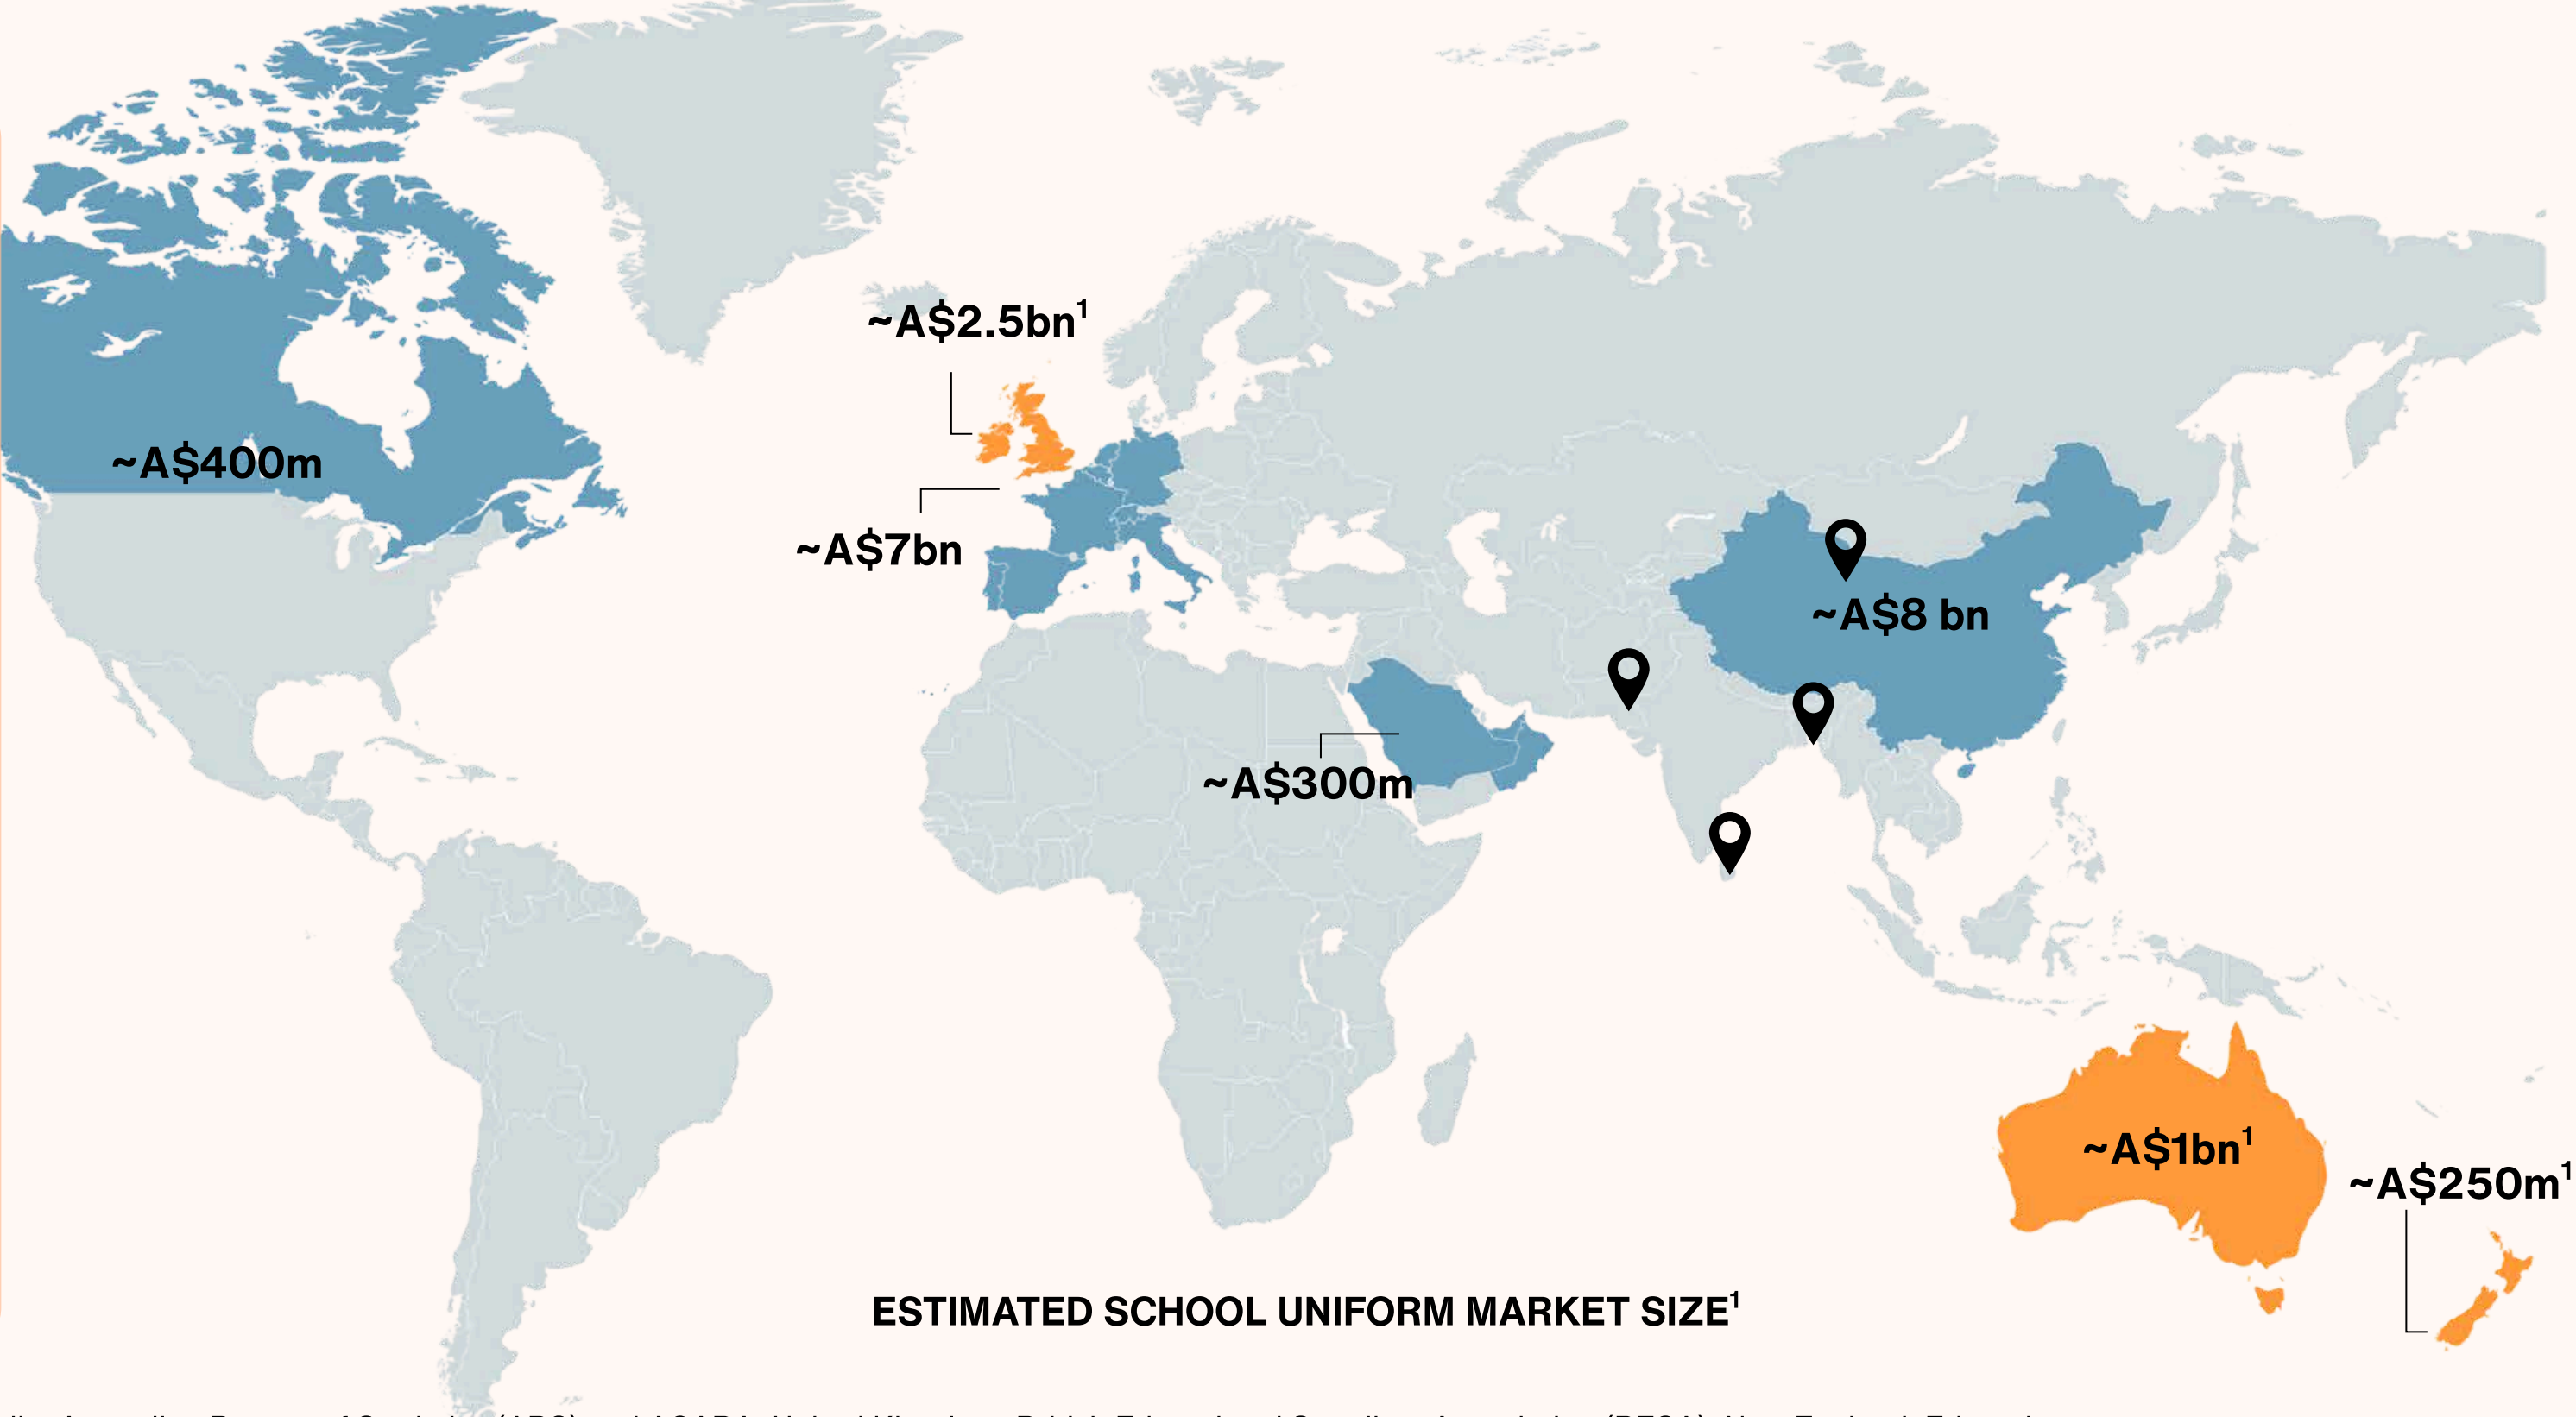 ~A$2.5bn¹
~A$400m
~A$7bn
~A$8 bn
~A$300m
~A$1bn¹
~A$250m¹
ESTIMATED SCHOOL UNIFORM MARKET SIZE¹